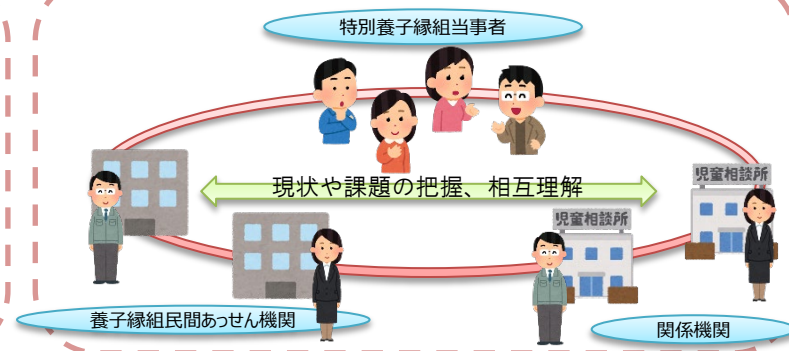 特別養子縁組当事者
現状や課題の把握、相互理解
児童相談所
児童相談所
養子縁組民間あっせん機関
関係機関